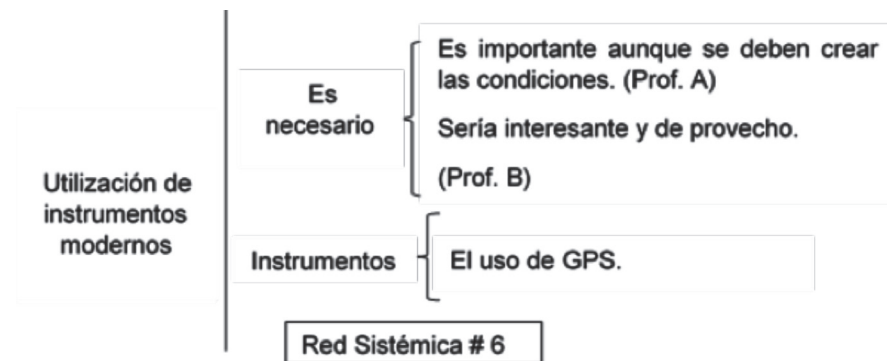 Utilización de
instrumentos
modernos
Es
necesario
Es importante aunque se deben crear
las condiciones. (Prof. A)
Sería interesante y de provecho.
(Prof. B)
Instrumentos
El uso de GPS.
Red Sistémica # 6